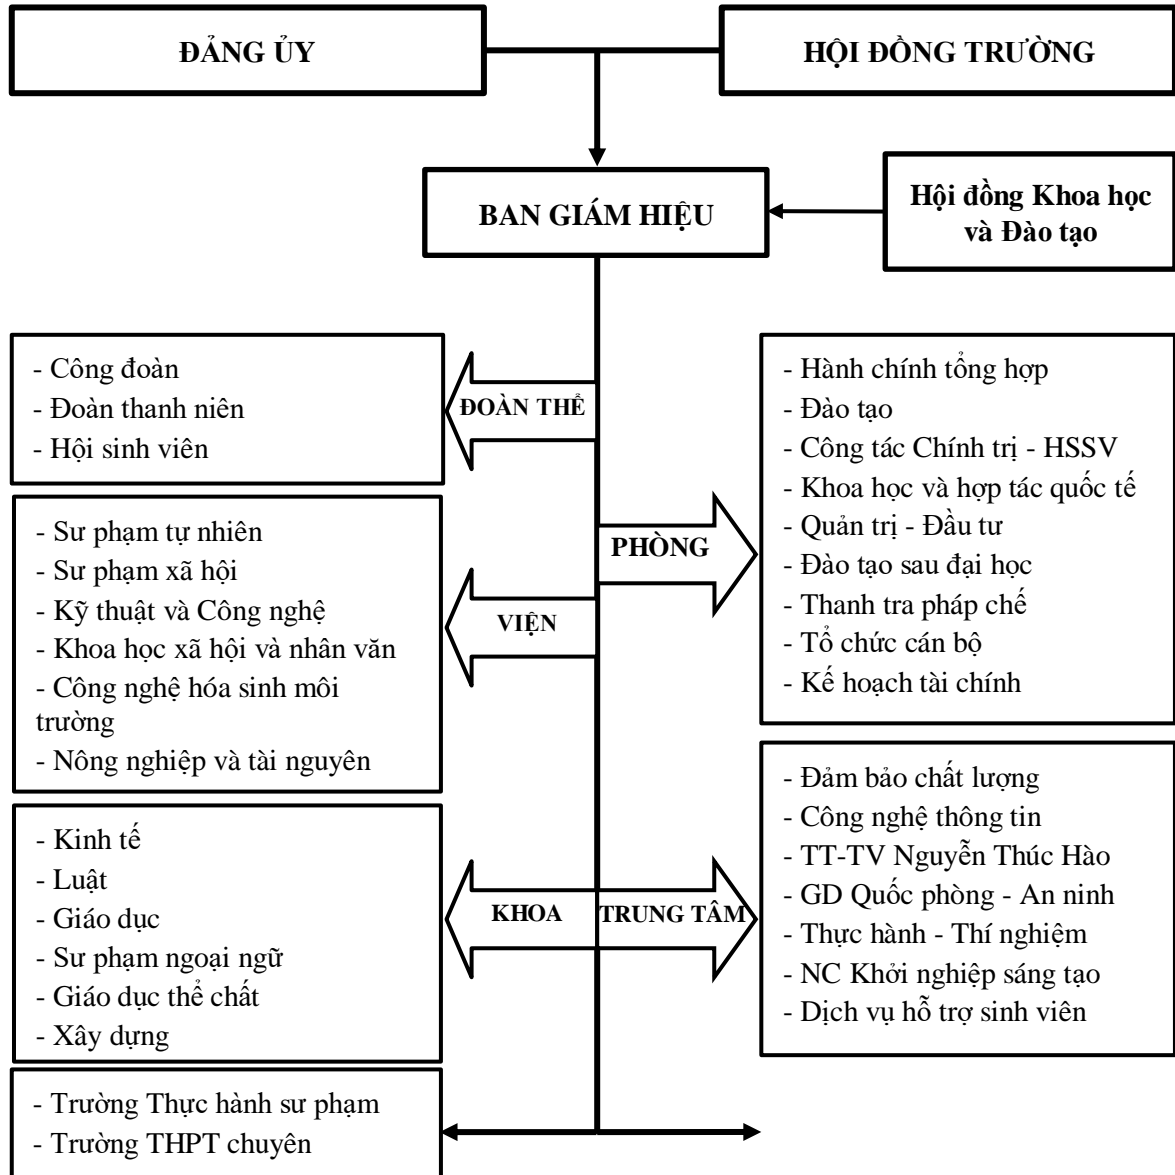 ĐẢNG ỦY
HỘI ĐỒNG TRƯỜNG
BAN GIÁM HIỆU
Hội đồng Khoa học
và Đào tạo
- Công đoàn
- Đoàn thanh niên
- Hội sinh viên
ĐOÀN THỂ
- Hành chính tổng hợp
- Đào tạo
- Công tác Chính trị - HSSV
- Khoa học và hợp tác quốc tế
- Quản trị - Đầu tư
- Đào tạo sau đại học
- Thanh tra pháp chế
- Tổ chức cán bộ
- Kế hoạch tài chính
PHÒNG
- Sư phạm tự nhiên
- Sư phạm xã hội
- Kỹ thuật và Công nghệ
- Khoa học xã hội và nhân văn
- Công nghệ hóa sinh môi
trường
- Nông nghiệp và tài nguyên
VIỆN
- Kinh tế
- Luật
- Giáo dục
- Sư phạm ngoại ngữ
- Giáo dục thể chất
- Xây dựng
KHOA
TRUNG TÂM
- Đảm bảo chất lượng
- Công nghệ thông tin
- TT-TV Nguyễn Thúc Hào
- GD Quốc phòng - An ninh
- Thực hành - Thí nghiệm
- NC Khởi nghiệp sáng tạo
- Dịch vụ hỗ trợ sinh viên
- Trường Thực hành sư phạm
- Trường THPT chuyên